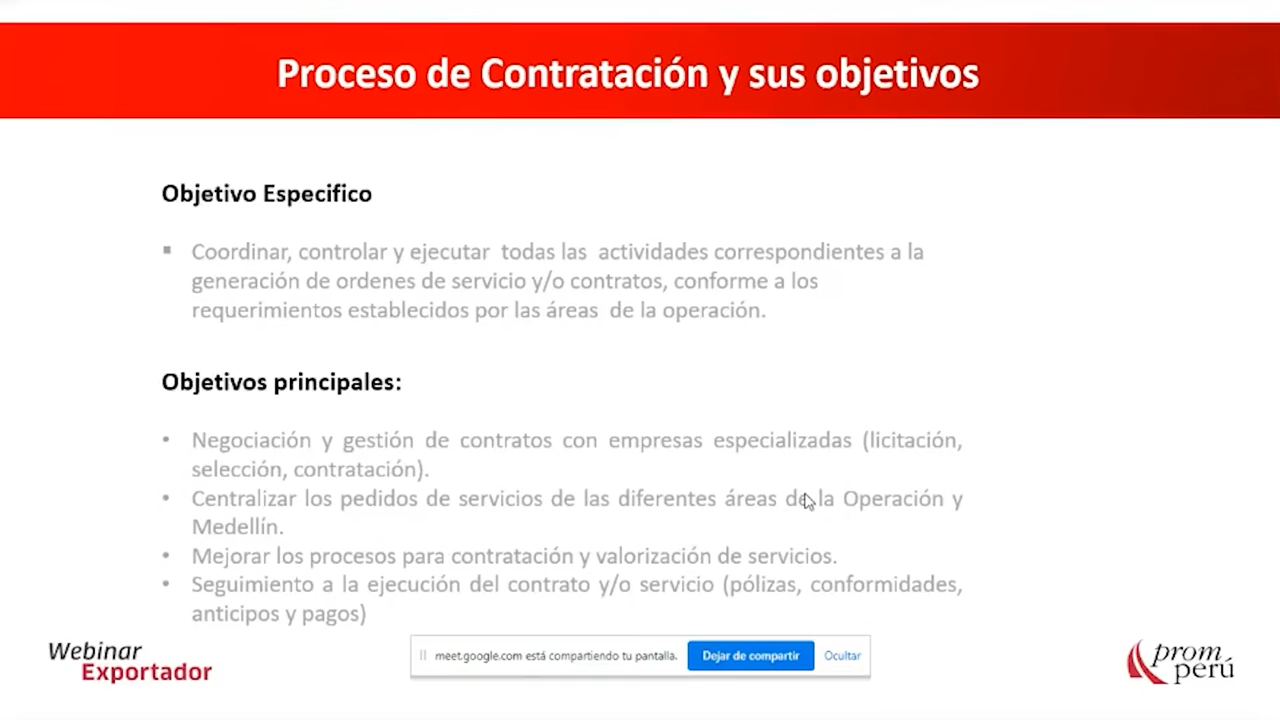 Proceso de Contratación y sus objetivos
Objetivo Especifico
▪ Coordinar, controlar y ejecutar todas las actividades correspondientes a la
generación de ordenes de servicio y/o contratos, conforme a los
requerimientos establecidos por las áreas de la operación.
Objetivos principales:
• Negociación y gestión de contratos con empresas especializadas (licitación,
selección, contratación).
• Centralizar los pedidos de servicios de las diferentes áreas de la Operación y
Medellín.
• Mejorar los procesos para contratación y valorización de servicios.
• Seguimiento a la ejecución del contrato y/o servicio (pólizas, conformidades,
anticipos y pagos)
Webinar
Exportador
meet.google.com está compartiendo tu pantalla. Dejar de compartir Ocultar
prom
perú